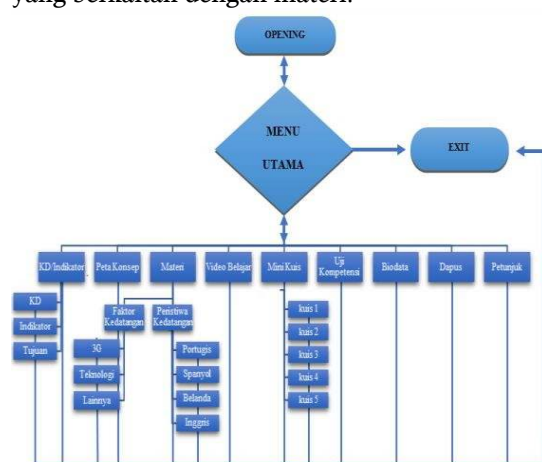 yang berkaitan dengan materi.
OPENING
MENU
UTAMA
EXIT
KD/Indikator
Peta Konsep
Materi
Video Belajar
Mini Kuis
Uji
Kompetensi
Biodata
Dapus
Petunjuk
KD
Indikator
Tujuan
Faktor
Kedatangan
3G
Teknologi
Lainnya
Peristiwa
Kedatangan
Portugis
Spanyol
Belanda
Inggris
kuis 1
kuis 2
kuis 3
kuis 4
kuis 5